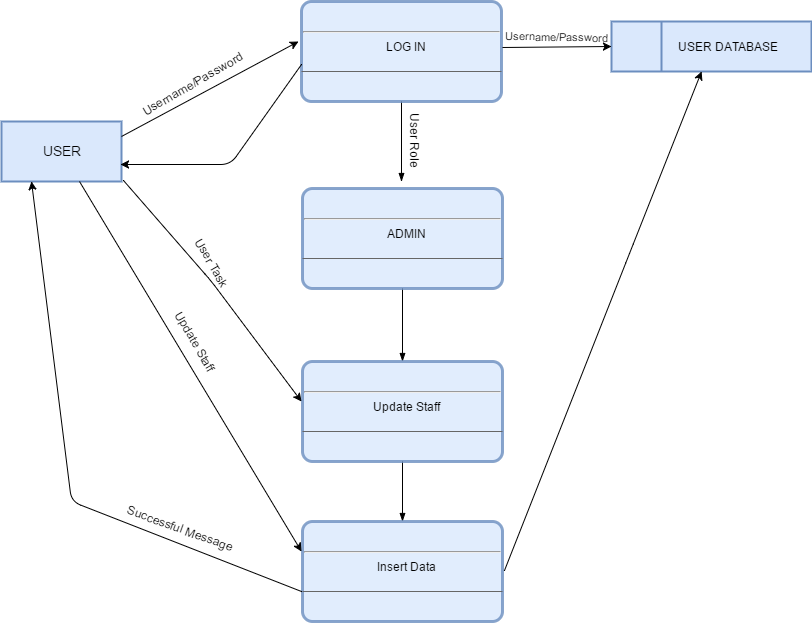 LOG IN
Username/Password
USER DATABASE
Username/Password
USER
User Role
ADMIN
User Task
Update Staff
Update Staff
Successful Message
Insert Data